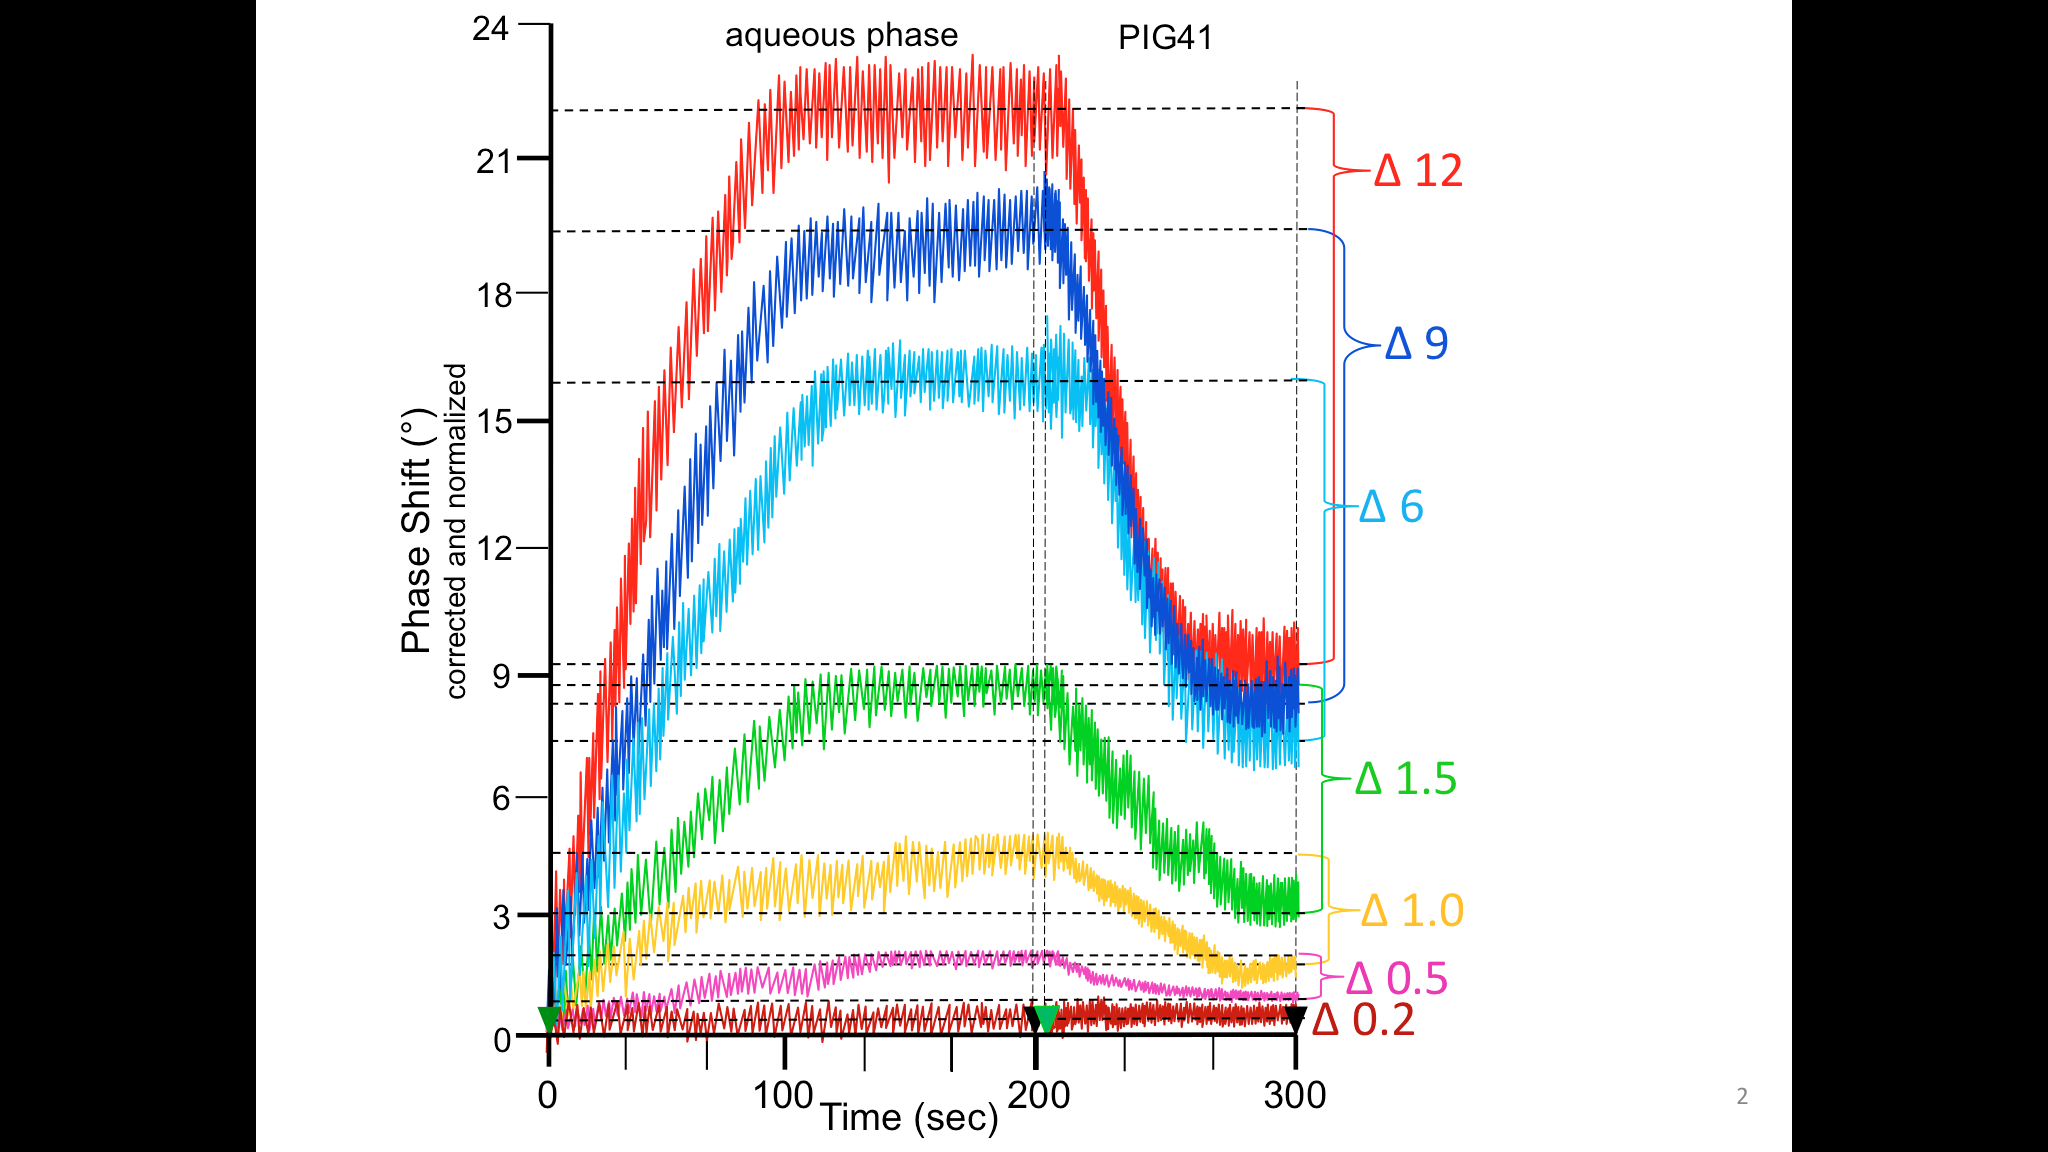 aqueous phase
PIG41
24
21
18
15
12
9
6
3
0
Phase Shift (°)
corrected and normalized
Δ 12
Δ 9
Δ 6
Δ 1.5
Δ 1.0
Δ 0.5
Δ 0.2
0
100
200
300
Time (sec)
2